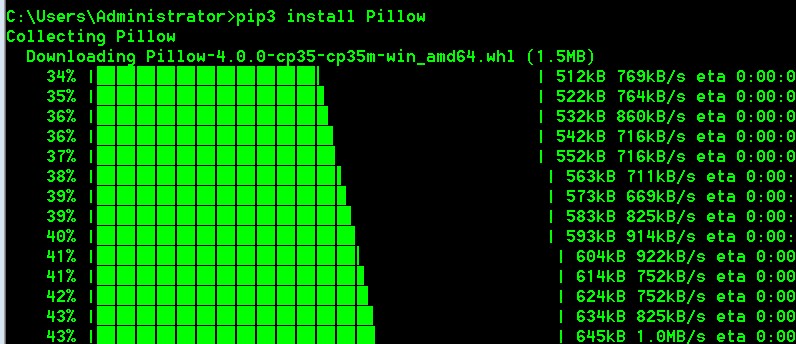 C:\Users\Administrator>pip3 install Pillow
Collecting Pillow
Downloading Pillow-4.0.0-cp35-cp35m-win_amd64.whl (1.5MB)
34% | | 512kB 769kB/s eta 0:00:0
35% | | 522kB 764kB/s eta 0:00:0
36% | | 532kB 860kB/s eta 0:00:0
36% | | 542kB 716kB/s eta 0:00:0
37% | | 552kB 716kB/s eta 0:00:0
38% | | 563kB 711kB/s eta 0:00:
39% | | 573kB 669kB/s eta 0:00:
39% | | 583kB 825kB/s eta 0:00:
40% | | 593kB 914kB/s eta 0:00:
41% | | 604kB 922kB/s eta 0:00
41% | | 614kB 752kB/s eta 0:00
42% | | 624kB 752kB/s eta 0:00
43% | | 634kB 825kB/s eta 0:00
43% | | 645kB 1.0MB/s eta 0:00